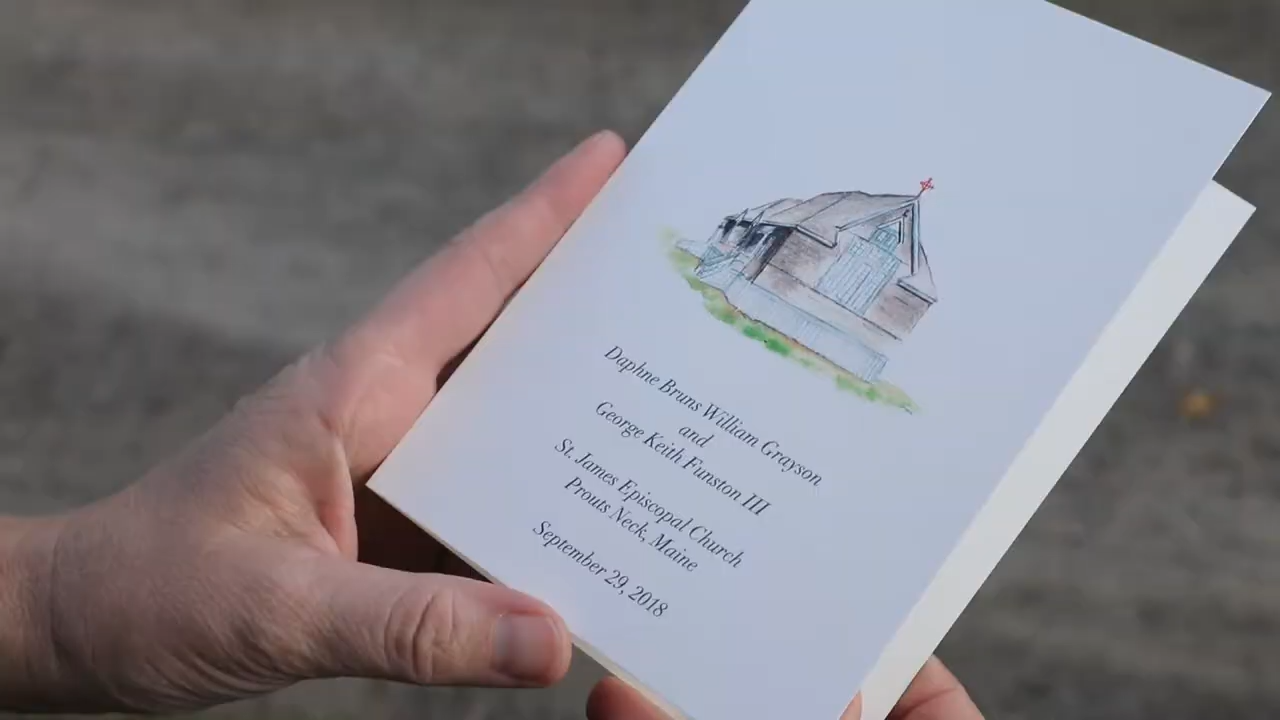 Daphne Bruns William Grayson
and
George Keith Funston III
St. James Episcopal Church
Prouts Neck, Maine
September 29, 2018